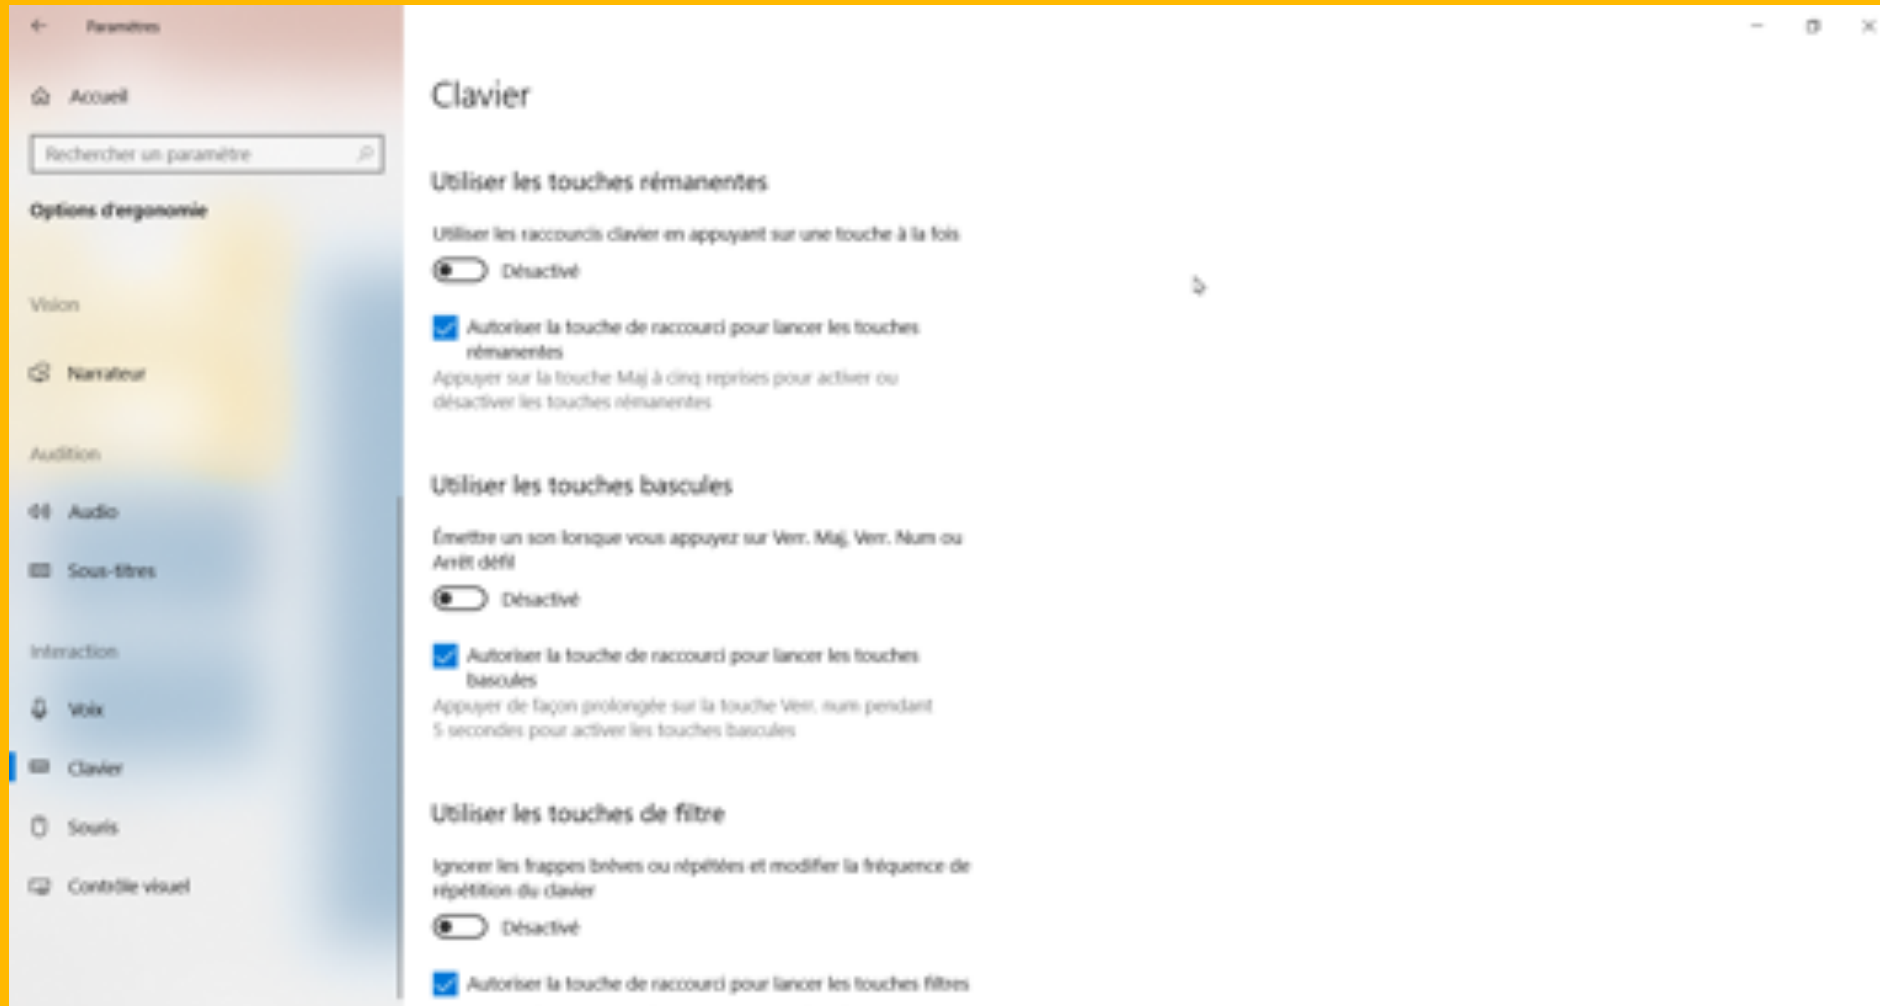 Paramètres
Accueil
Rechercher un paramètre
Options d'ergonomie
Vision
Narrateur
Audition
Audio
Sous-titres
Interaction
Voix
Clavier
Souris
Contrôle visuel
Clavier
Utiliser les touches rémanentes
Utiliser les raccourcis clavier en appuyant sur une touche à la fois
Désactivé
Autoriser la touche de raccourci pour lancer les touches
rémanentes
Appuyer sur la touche Maj à cinq reprises pour activer ou
désactiver les touches rémanentes
Utiliser les touches bascules
Émettre un son lorsque vous appuyez sur Verr. Maj, Verr. Num ou
Arrêt défil
Désactivé
Autoriser la touche de raccourci pour lancer les touches
bascules
Appuyer de façon prolongée sur la touche Verr. num pendant
5 secondes pour activer les touches bascules
Utiliser les touches de filtre
Ignorer les frappes brèves ou répétées et modifier la fréquence de
répétition du clavier
Désactivé
Autoriser la touche de raccourci pour lancer les touches filtres